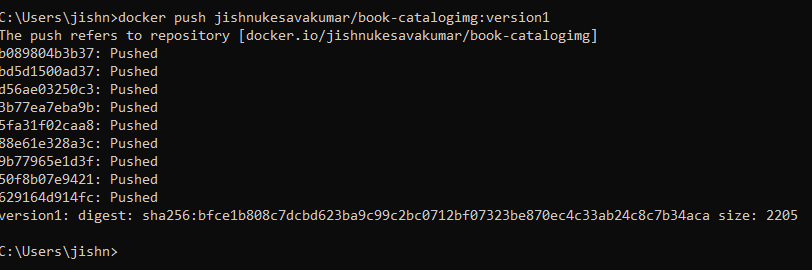 C:\Users\jishn>docker push jishnukesavakumar/book-catalogimg:version1
The push refers to repository [docker.io/jishnukesavakumar/book-catalogimg]
b089804b3b37: Pushed
bd5d1500ad37: Pushed
d56ae03250c3: Pushed
3b77ea7eba9b: Pushed
5fa31f02caa8: Pushed
88e61e328a3c: Pushed
9b77965e1d3f: Pushed
50f8b07e9421: Pushed
629164d914fc: Pushed
version1: digest: sha256:bfce1b808c7dcbd623ba9c99c2bc0712bf07323be870ec4c33ab24c8c7b34aca size: 2205
C:\Users\jishn>